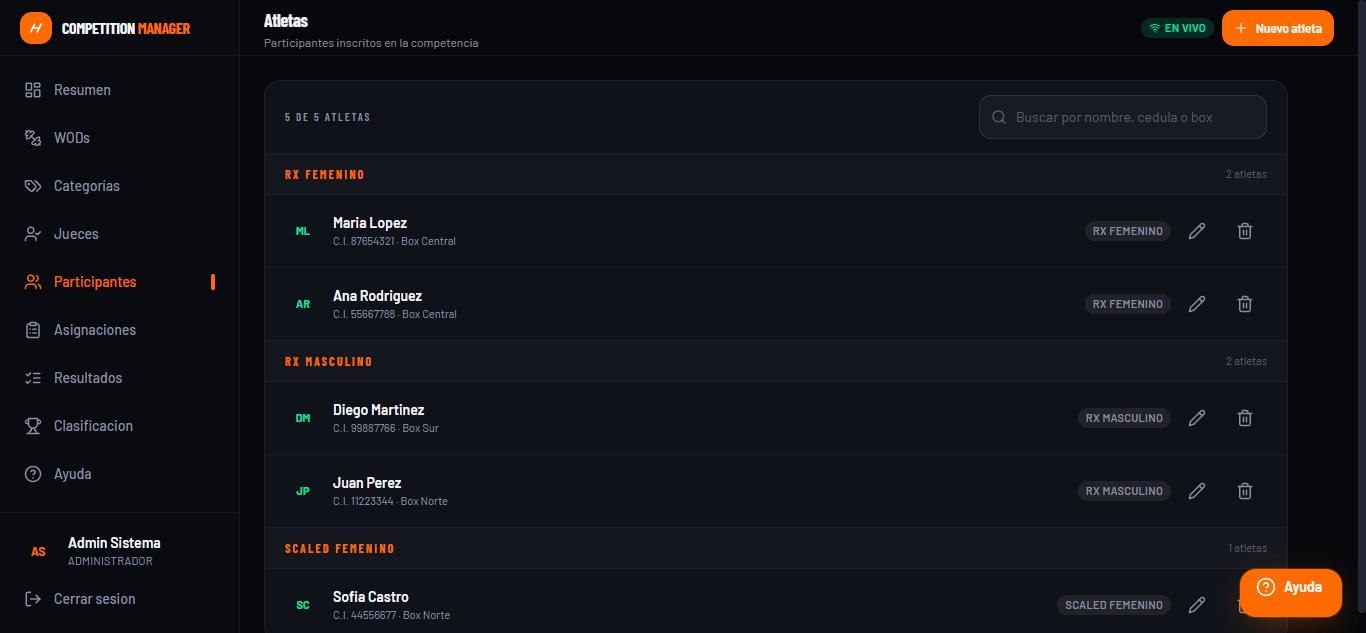 COMPETITION MANAGER
Resumen
WODs
Categorías
Jueces
Participantes
Asignaciones
Resultados
Clasificacion
Ayuda
AS
Admin Sistema
ADMINISTRADOR
Cerrar sesion
Atletas
Participantes inscritos en la competencia
EN VIVO
+ Nuevo atleta
5 DE 5 ATLETAS
Buscar por nombre, cedula o box
RX FEMENINO
2 atletas
ML
Maria Lopez
C.I. 87654321 · Box Central
RX FEMENINO
AR
Ana Rodriguez
C.I. 55667788 · Box Central
RX FEMENINO
RX MASCULINO
2 atletas
DM
Diego Martinez
C.I. 99887766 · Box Sur
RX MASCULINO
JP
Juan Perez
C.I. 11223344 · Box Norte
RX MASCULINO
SCALED FEMENINO
1 atletas
SC
Sofia Castro
C.I. 44556677 · Box Norte
SCALED FEMENINO
Ayuda